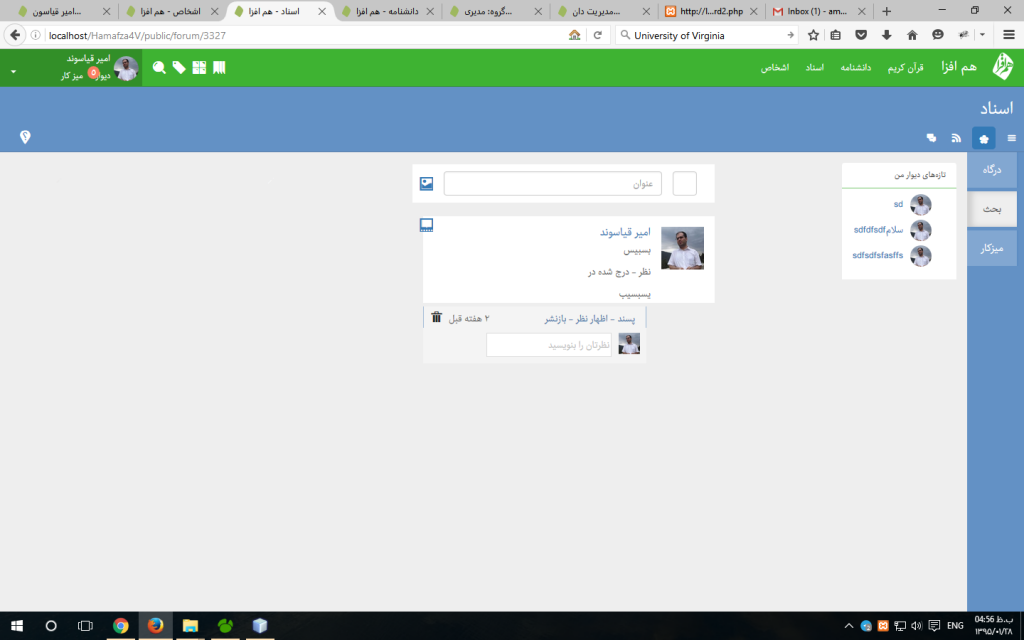 امیر قیاسون...
اشخاص - هم افزا
اسناد - هم افزا
دانشنامه - هم افزا
گروه: مدیری...
مدیریت دان...
http://l...rd2.php
Inbox (1) - am...
localhost/Hamafza4V/public/forum/3327
University of Virginia
امیر قیاسوند
دیوار ۵ میز کار
هم افزا
قرآن کریم
دانشنامه
اسناد
اشخاص
اسناد
درگاه
بحث
میزکار
تازه‌های دیوار من
sd
سلامsdfdfsdf
sdfsdfsfasffs
عنوان
امیر قیاسوند
بسبیس
نظر - درج شده در
یسبسیب
پسند - اظهار نظر - بازنشر
۲ هفته قبل
نظرتان را بنویسید
ENG
04:56 ب.ظ
۱۳۹۵/۰۱/۲۸